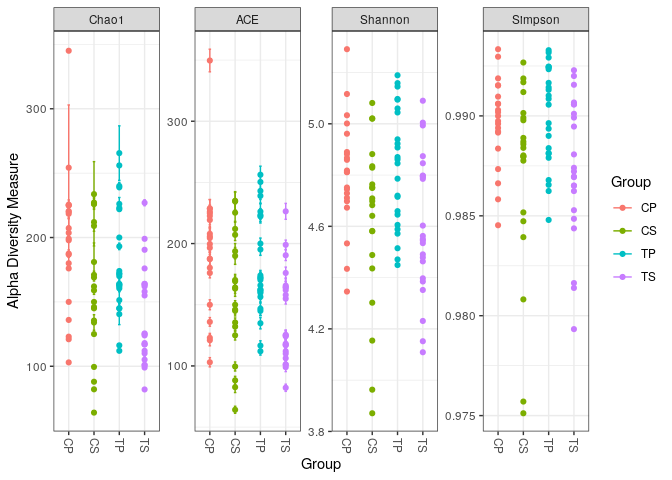 Chao1
ACE
Shannon
Simpson
Alpha Diversity Measure
300
200
100
300
200
100
5.0
4.6
4.2
3.8
0.990
0.985
0.980
0.975
CP CS TP TS
CP CS TP TS
CP CS TP TS
CP CS TP TS
Group
Group
CP
CS
TP
TS